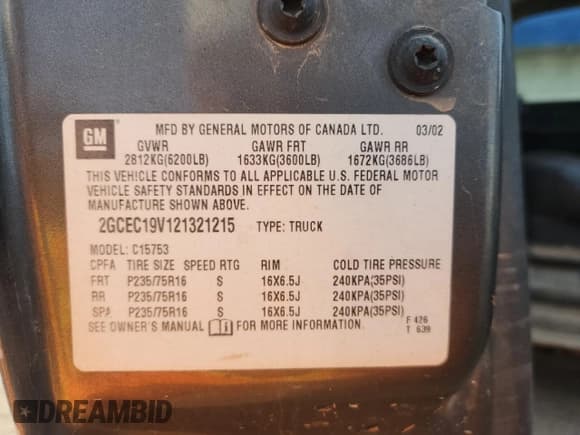 GM
MFD BY GENERAL MOTORS OF CANADA LTD. 03/02
GVWR GAWR FRT GAWR RR
2812KG(6200LB) 1633KG(3600LB) 1672KG(3686LB)
THIS VEHICLE CONFORMS TO ALL APPLICABLE U.S. FEDERAL MOTOR
VEHICLE SAFETY STANDARDS IN EFFECT ON THE DATE OF
MANUFACTURE SHOWN ABOVE.
2GCEC19V121321215 TYPE: TRUCK
MODEL: C15753
CPFA TIRE SIZE SPEED RTG RIM COLD TIRE PRESSURE
FRT P235/75R16 S 16X6.5J 240KPA(35PSI)
RR P235/75R16 S 16X6.5J 240KPA(35PSI)
SPA P235/75R16 S 16X6.5J 240KPA(35PSI)
SEE OWNER'S MANUAL FOR MORE INFORMATION.
F 426
T 639
DREAMBID